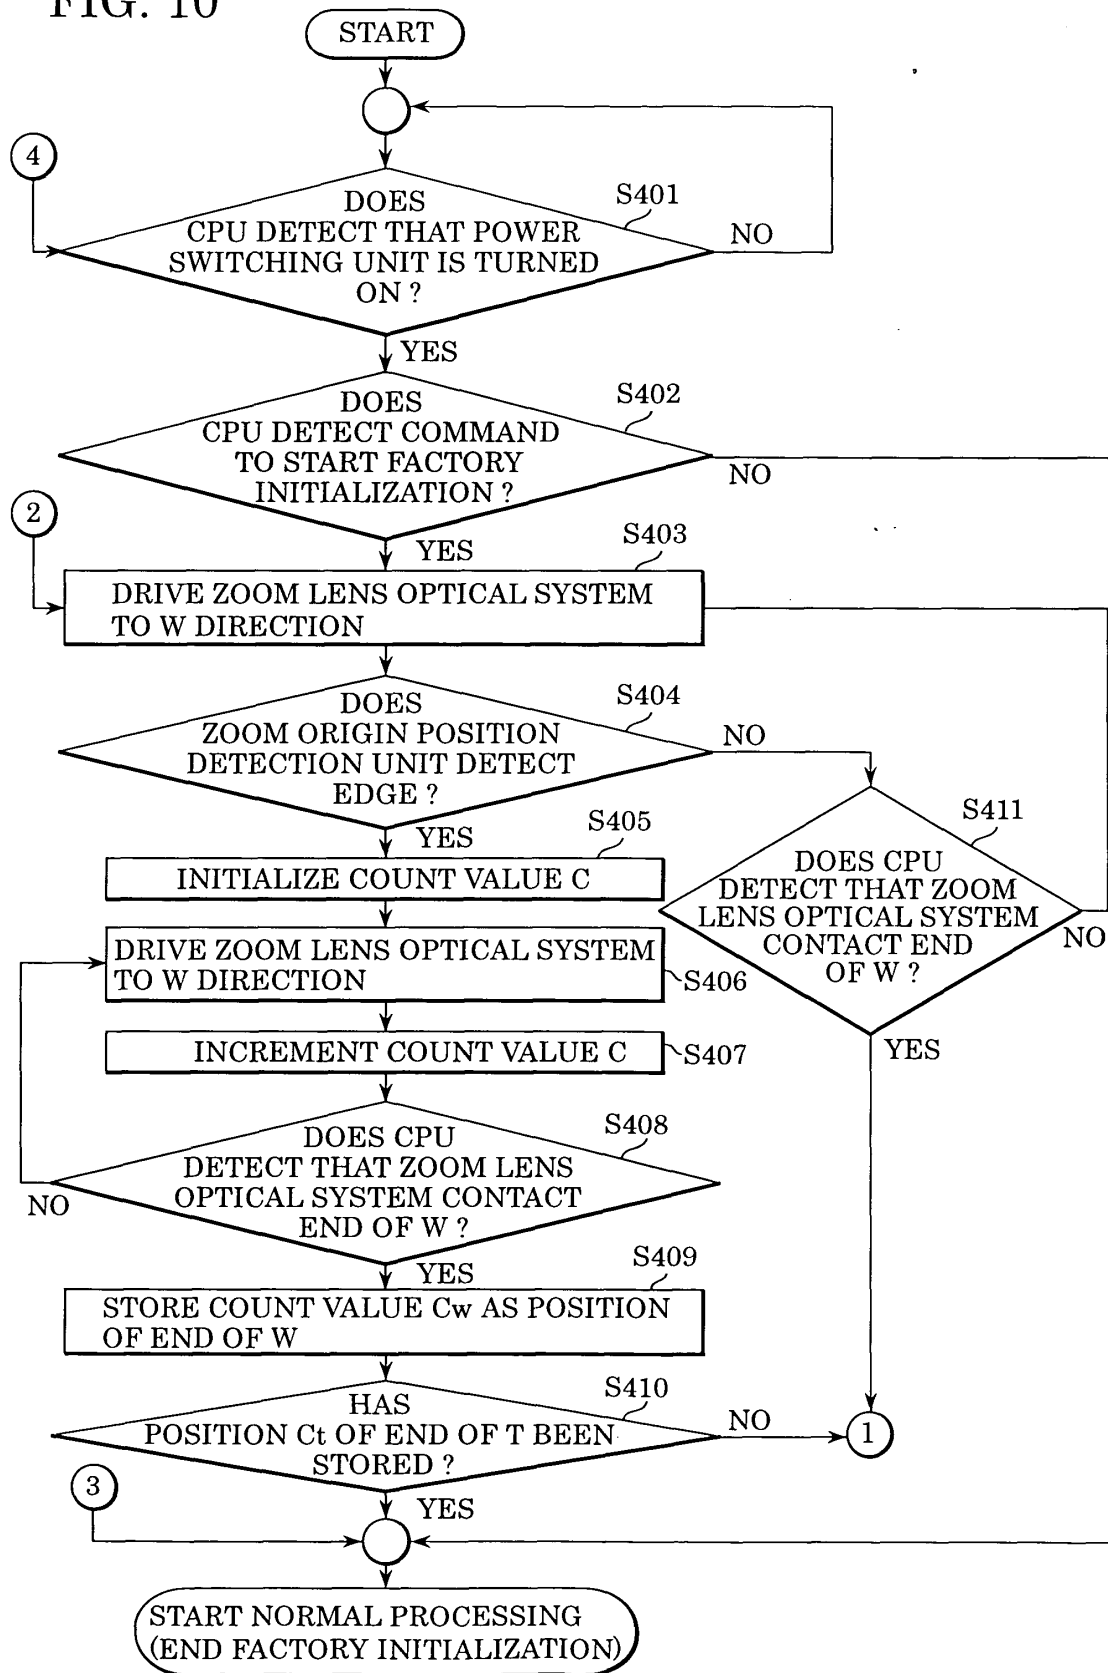 FIG. 10
START
4
DOES
CPU DETECT THAT POWER
SWITCHING UNIT IS TURNED
ON ?
S401
NO
YES
DOES
CPU DETECT COMMAND
TO START FACTORY
INITIALIZATION ?
S402
NO
2
YES
S403
DRIVE ZOOM LENS OPTICAL SYSTEM
TO W DIRECTION
DOES
ZOOM ORIGIN POSITION
DETECTION UNIT DETECT
EDGE ?
S404
NO
YES
S405
INITIALIZE COUNT VALUE C
S411
DOES CPU
DETECT THAT ZOOM
LENS OPTICAL SYSTEM
CONTACT END
OF W ?
NO
YES
DRIVE ZOOM LENS OPTICAL SYSTEM
TO W DIRECTION
S406
INCREMENT COUNT VALUE C
S407
DOES CPU
DETECT THAT ZOOM LENS
OPTICAL SYSTEM CONTACT
END OF W ?
S408
NO
YES
S409
STORE COUNT VALUE Cw AS POSITION
OF END OF W
HAS
POSITION Ct OF END OF T BEEN
STORED ?
S410
NO
1
3
YES
START NORMAL PROCESSING
(END FACTORY INITIALIZATION)